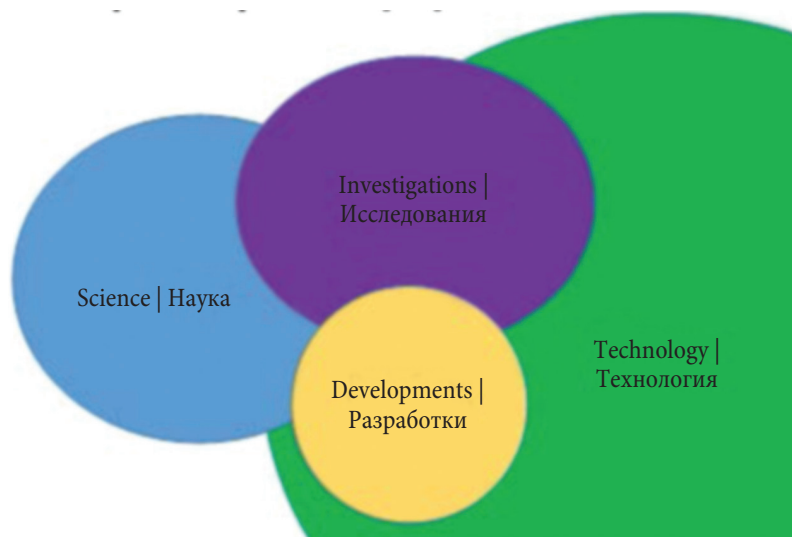 Investigations |
Исследования
Science | Наука
Technology |
Технология
Developments |
Разработки